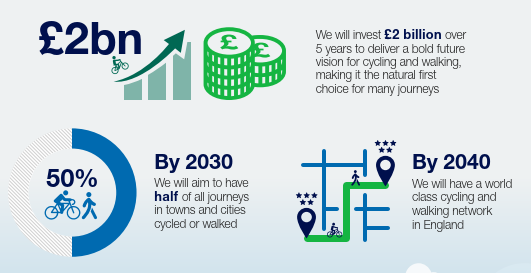 £2bn
££
We will invest £2 billion over
5 years to deliver a bold future
vision for cycling and walking,
making it the natural first
choice for many journeys
50%
By 2030
We will aim to have
half of all journeys
in towns and cities
cycled or walked
By 2040
We will have a world
class cycling and
walking network
in England